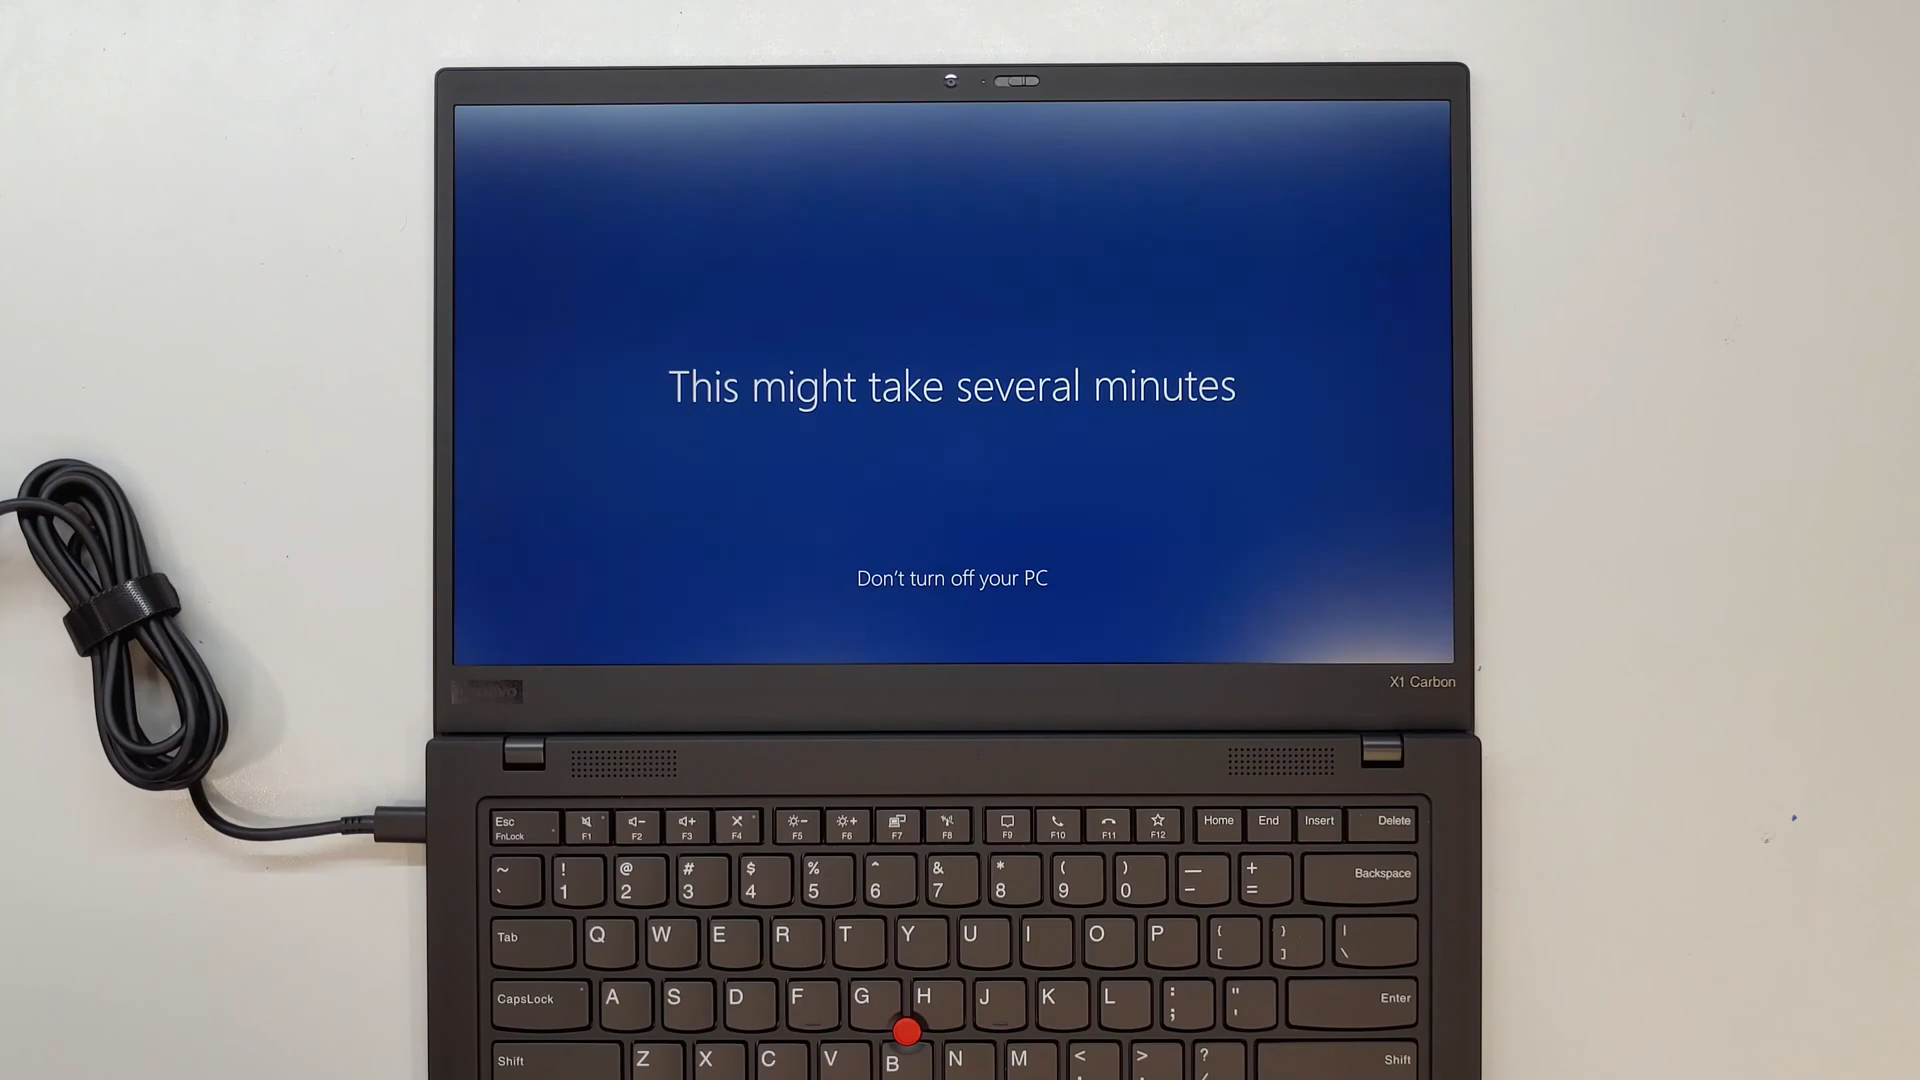 This might take several minutes
Don't turn off your PC
Lenovo
X1 Carbon
Esc F1 F2 F3 F4 F5 F6 F7 F8 F9 F10 F11 F12 Home End Insert Delete
FnLock
~ ! @ # $ % ^ & * ( ) — +
` 1 2 3 4 5 6 7 8 9 0 - = Backspace
Tab Q W E R T Y U I O P { } |
[ ] \
CapsLock A S D F G H J K L : " Enter
; '
Shift Z X C V B N M < > ? Shift